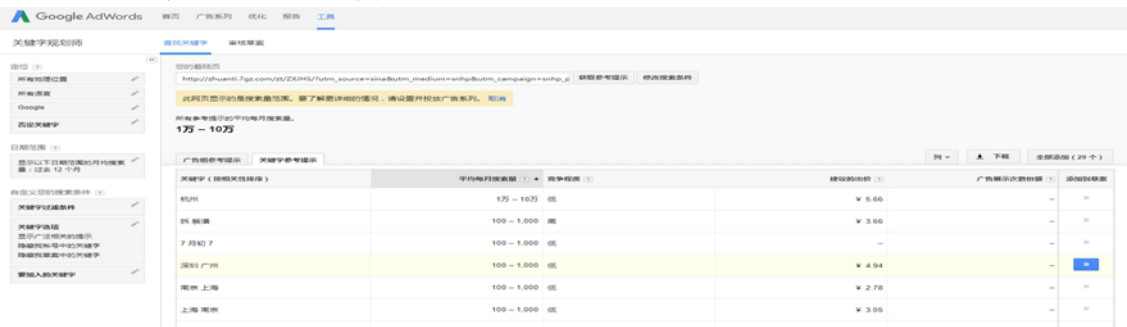 Google AdWords 首页 广告系列 优化 报告 工具
关键字规划师 查找关键字 审核草案
定位
所有地理位置
所有语言
Google
否定关键字
日期范围
显示以下日期范围的月均搜索
量：过去 12 个月
自定义您的搜索条件
关键字过滤条件
关键字选项
显示广泛相关的提示
隐藏我帐号中的关键字
隐藏我草案中的关键字
要加入的关键字
您的着陆页
http://zhuanti.7gz.com/zt/ZXJH5/?utm_source=sina&utm_medium=snhp&utm_campaign=snhp_p 获取参考提示 修改搜索条件
此网页显示的是搜索量范围。要了解更详细的情况，请设置并投放广告系列。 取消
所有参考提示的平均每月搜索量。
1万 – 10万
广告组参考提示 关键字参考提示 列 下载 全部添加 ( 29 个 )
关键字（按相关性排序） 平均每月搜索量 竞争程度 建议的出价 广告展示次数份额 添加到草案
杭州 1万 – 10万 低 ¥ 5.66 –
拆 装潢 100 – 1,000 高 ¥ 3.66 –
7 月初 7 100 – 1,000 低 – –
深圳 广州 100 – 1,000 低 ¥ 4.94 – »
南京 上海 100 – 1,000 低 ¥ 2.78 –
上海 南京 100 – 1,000 低 ¥ 3.05 –